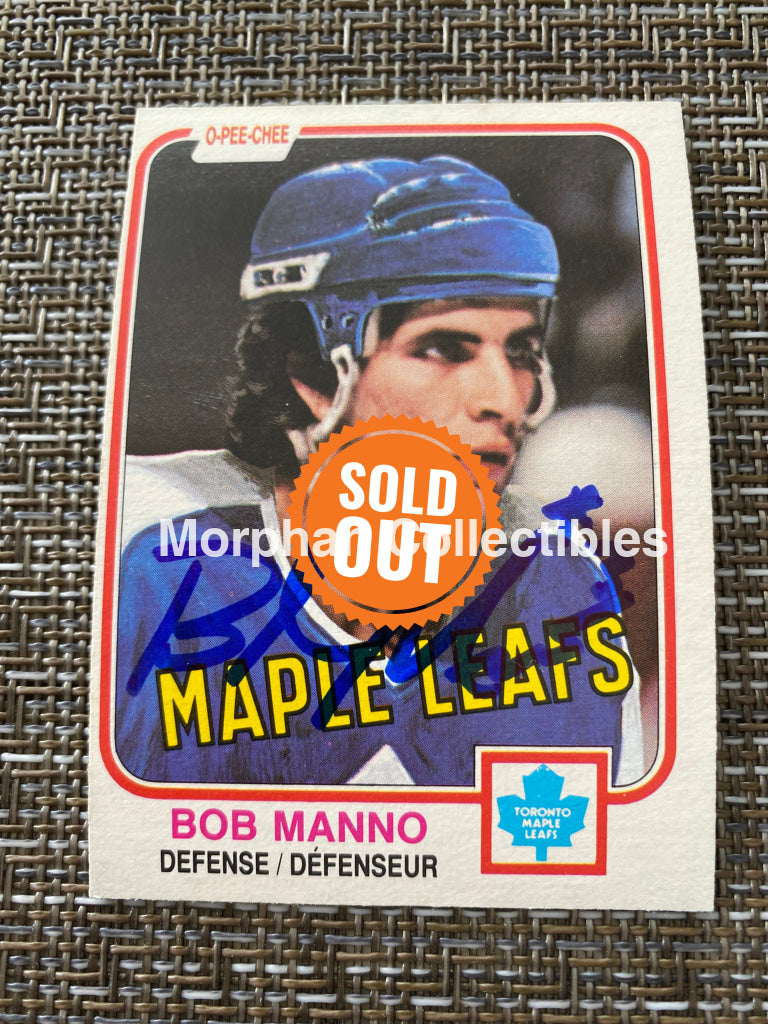 O-PEE-CHEE
SOLD
OUT
Morphan Collectibles
MAPLE LEAFS
TORONTO
MAPLE
LEAFS
BOB MANNO
DEFENSE / DÉFENSEUR